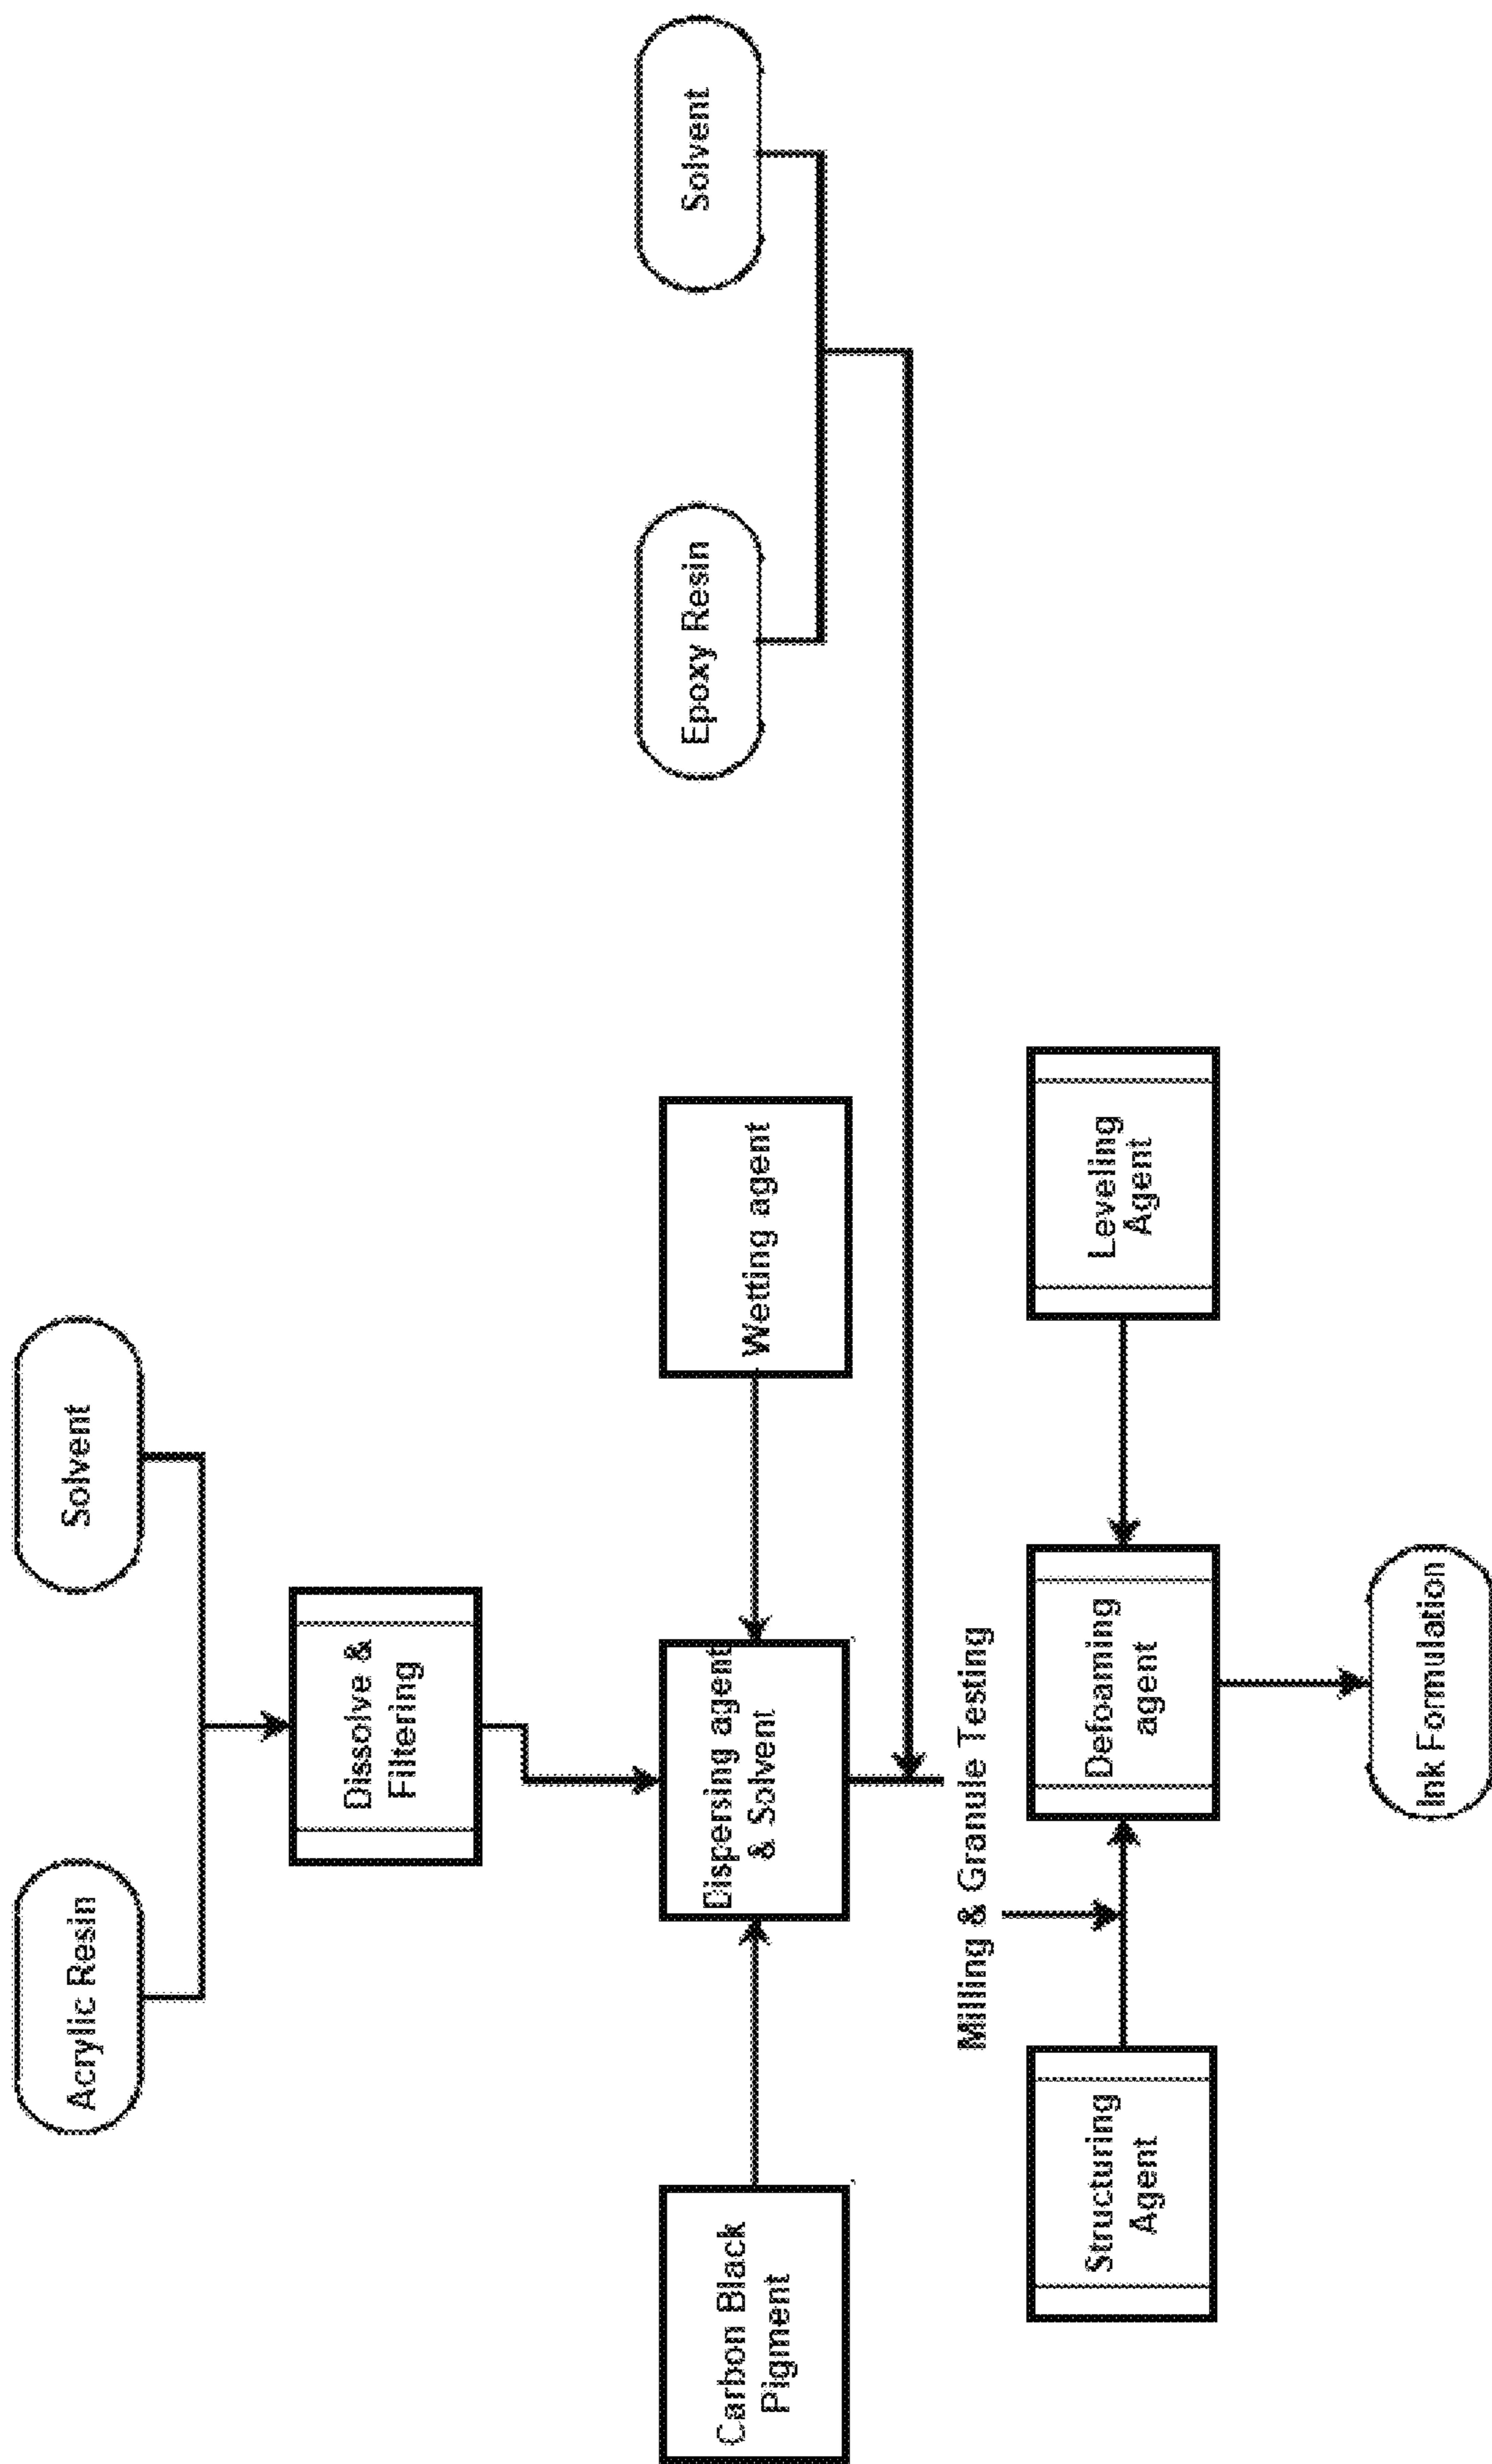 Acrylic Resin
Solvent
Dissolve &
Filtering
Carbon Black
Pigment
Dispersing agent
& Solvent
Wetting agent
Epoxy Resin
Solvent
Milling & Granule Testing
Structuring
Agent
Defoaming
agent
Leveling
Agent
Ink Formulation